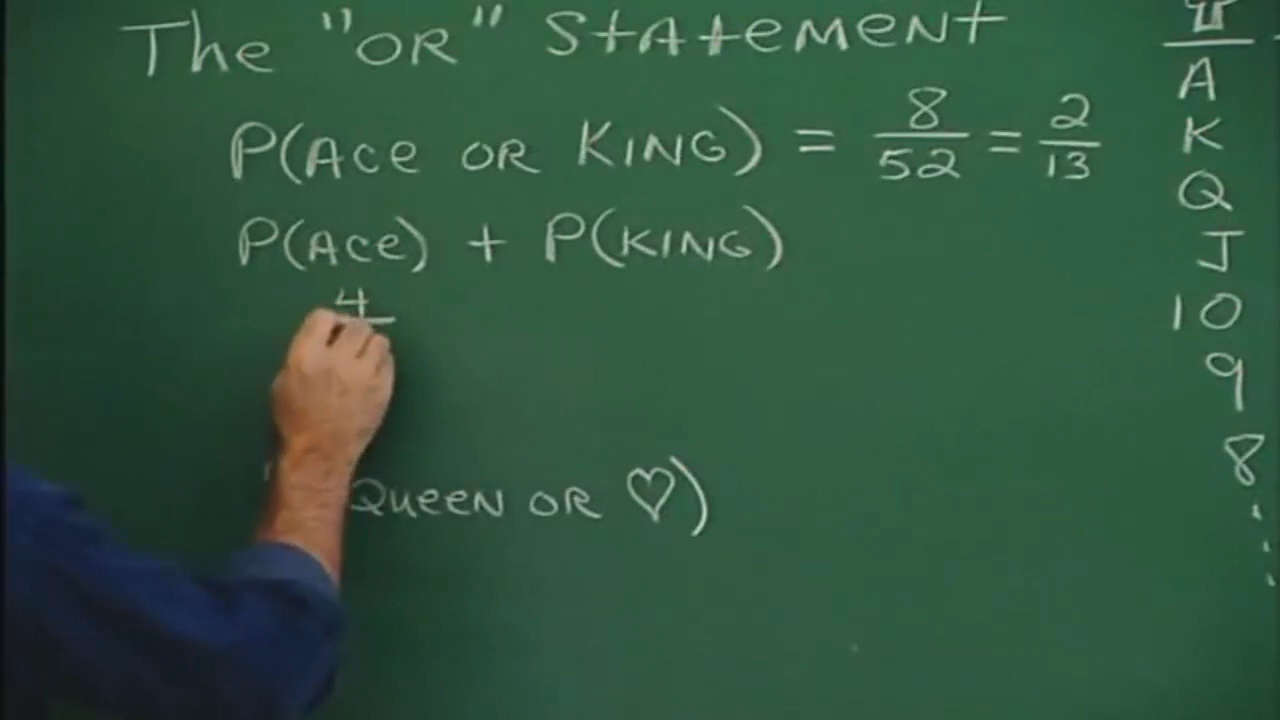 The "OR" Statement
P(Ace OR KING) = 8/52 = 2/13
P(Ace) + P(KING)
4
Queen OR ♡)
A
K
Q
J
10
9
8